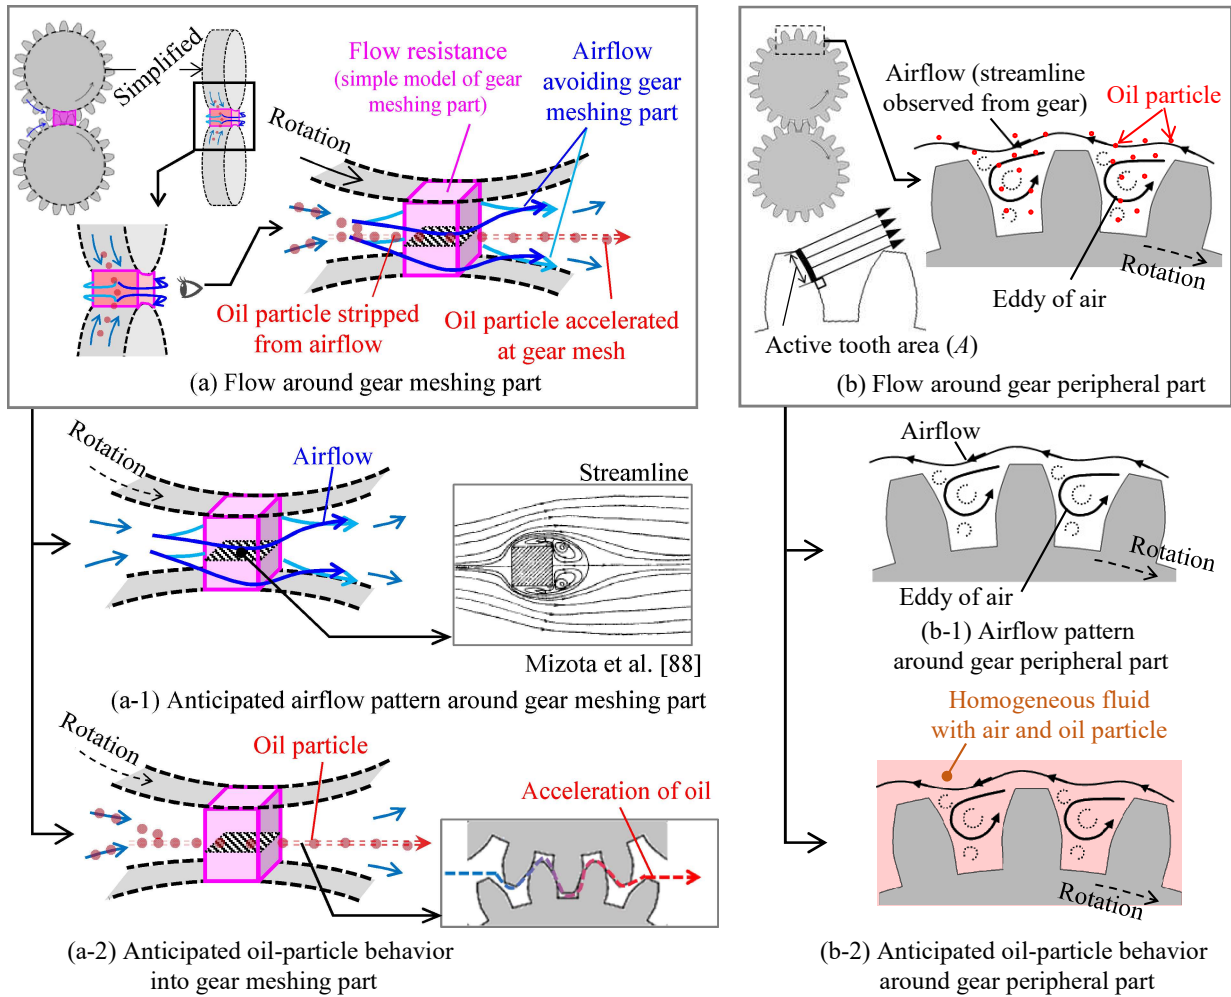 Simplified
Flow resistance
(simple model of gear
meshing part)
Airflow
avoiding gear
meshing part
Rotation
Oil particle stripped
from airflow
Oil particle accelerated
at gear mesh
(a) Flow around gear meshing part
Airflow (streamline
observed from gear)
Oil particle
Rotation
Eddy of air
Active tooth area (A)
(b) Flow around gear peripheral part
Rotation
Airflow
Streamline
Mizota et al. [88]
(a-1) Anticipated airflow pattern around gear meshing part
Rotation
Oil particle
Acceleration of oil
(a-2) Anticipated oil-particle behavior
into gear meshing part
Airflow
Rotation
Eddy of air
(b-1) Airflow pattern
around gear peripheral part
Homogeneous fluid
with air and oil particle
Rotation
(b-2) Anticipated oil-particle behavior
around gear peripheral part